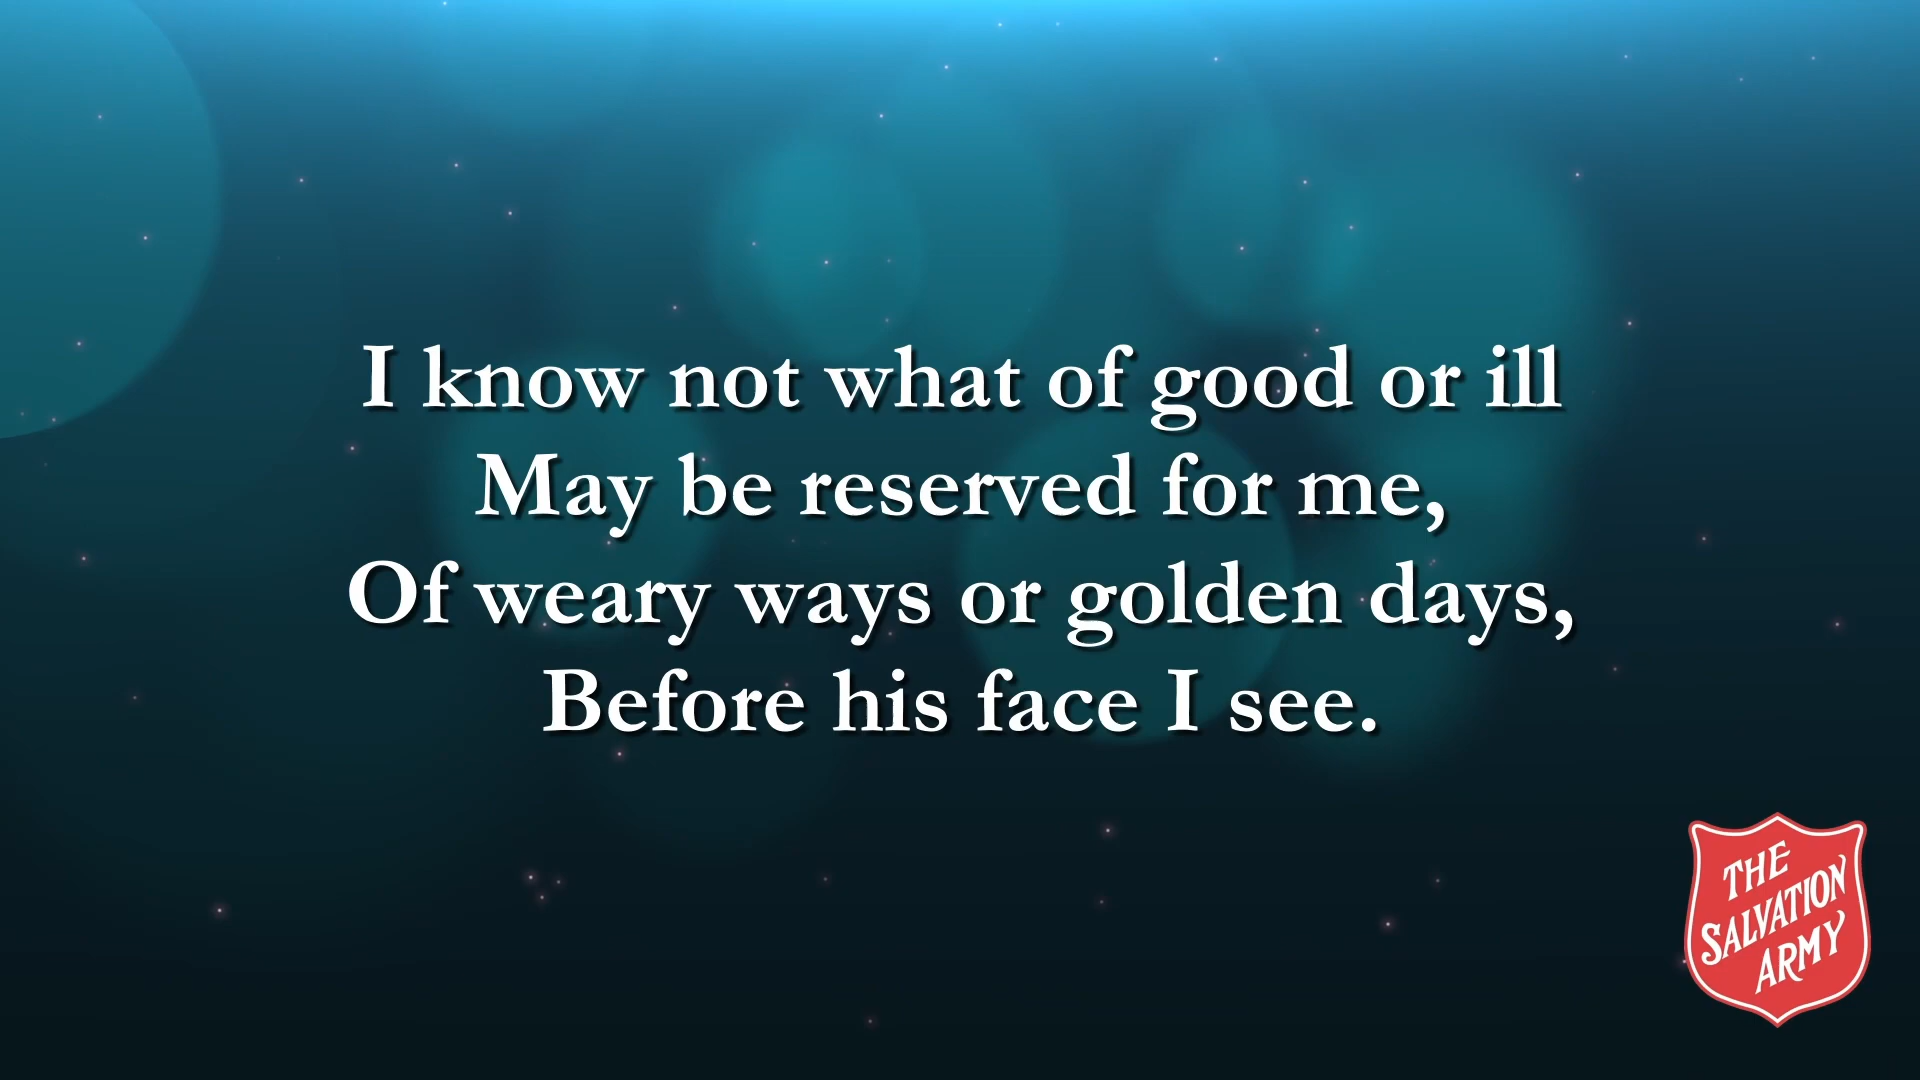 I know not what of good or ill
May be reserved for me,
Of weary ways or golden days,
Before his face I see.
THE
SALVATION
ARMY